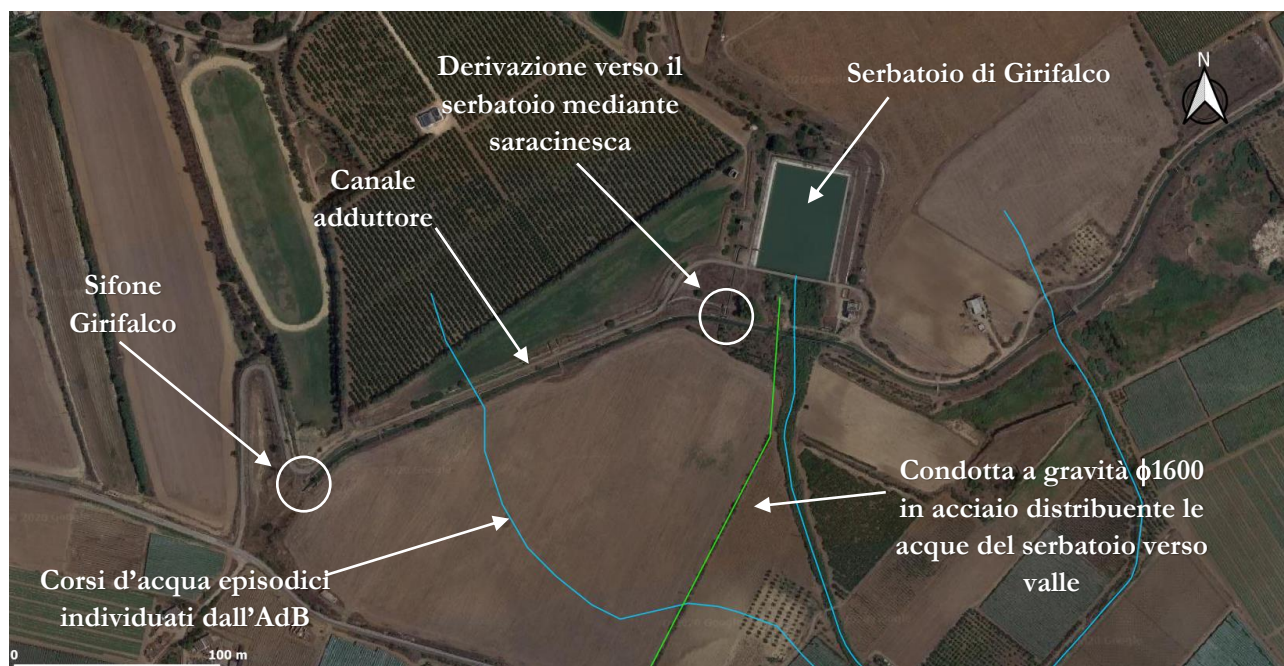 Derivazione verso il
serbatoio mediante
saracinesca
Serbatoio di Girifalco
N
Canale
adduttore
Sifone
Girifalco
Condotta a gravità ϕ1600
in acciaio distribuente le
acque del serbatoio verso
valle
Corsi d'acqua episodici
individuati dall'AdB
0
100 m